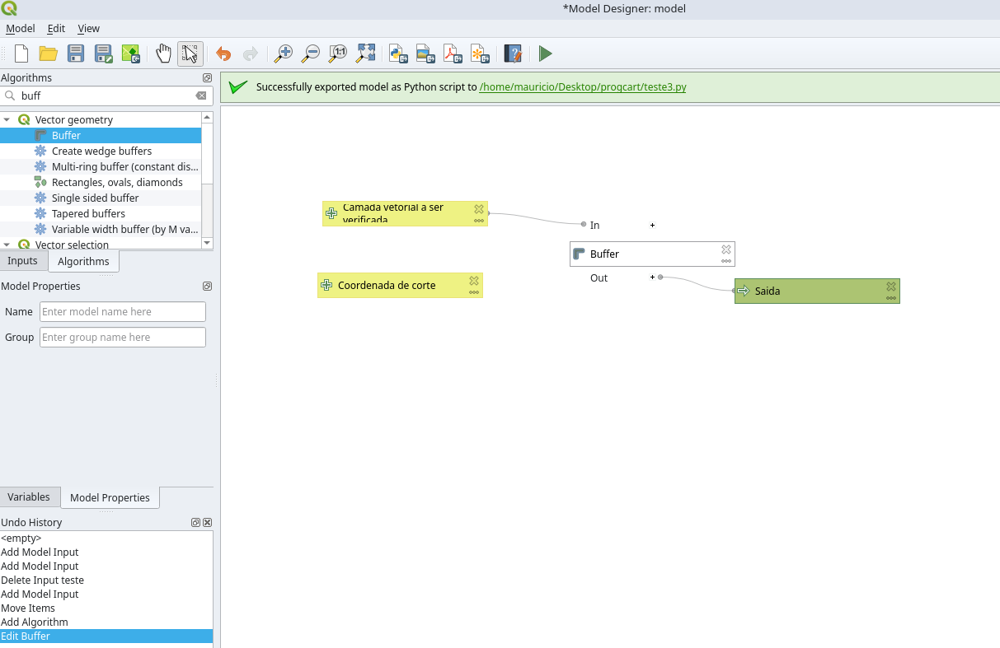 *Model Designer: model
Model Edit View
1:1
Algorithms
buff
Vector geometry
Buffer
Create wedge buffers
Multi-ring buffer (constant dis...
Rectangles, ovals, diamonds
Single sided buffer
Tapered buffers
Variable width buffer (by M va...
Vector selection
Inputs Algorithms
Model Properties
Name Enter model name here
Group Enter group name here
Variables Model Properties
Undo History
<empty>
Add Model Input
Add Model Input
Delete Input teste
Add Model Input
Move Items
Add Algorithm
Edit Buffer
Successfully exported model as Python script to /home/mauricio/Desktop/progcart/teste3.py
Camada vetorial a ser
verificada
In +
Buffer
Out +
Coordenada de corte
Saida